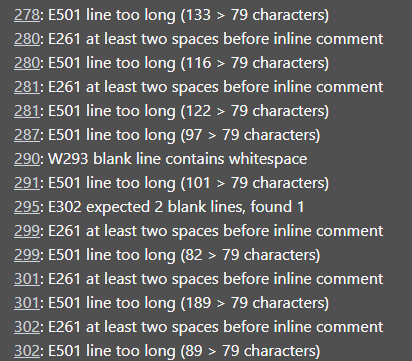 278: E501 line too long (133 > 79 characters)
280: E261 at least two spaces before inline comment
280: E501 line too long (116 > 79 characters)
281: E261 at least two spaces before inline comment
281: E501 line too long (122 > 79 characters)
287: E501 line too long (97 > 79 characters)
290: W293 blank line contains whitespace
291: E501 line too long (101 > 79 characters)
295: E302 expected 2 blank lines, found 1
299: E261 at least two spaces before inline comment
299: E501 line too long (82 > 79 characters)
301: E261 at least two spaces before inline comment
301: E501 line too long (189 > 79 characters)
302: E261 at least two spaces before inline comment
302: E501 line too long (89 > 79 characters)